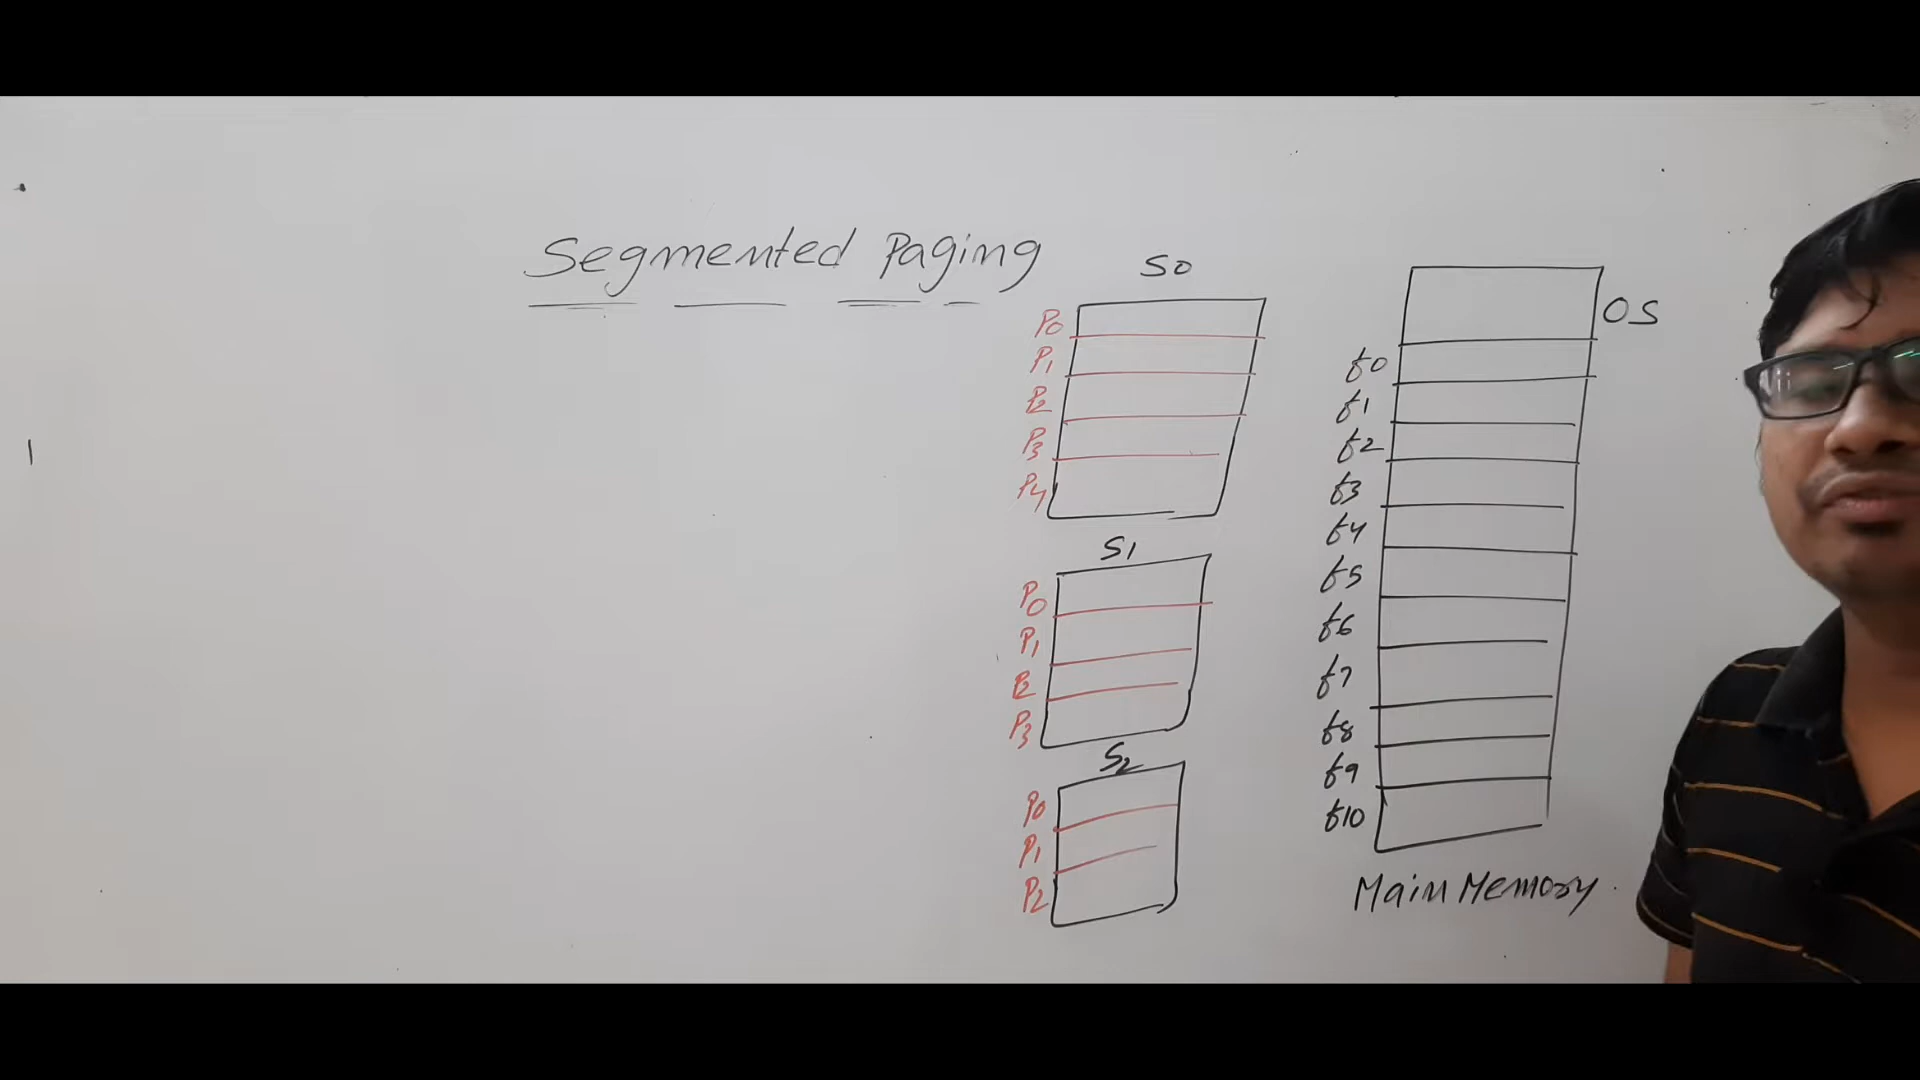 Segmented Paging
S0
P0
P1
P2
P3
P4
S1
P0
P1
P2
P3
S2
P0
P1
P2
OS
f0
f1
f2
f3
f4
f5
f6
f7
f8
f9
f10
Main Memory